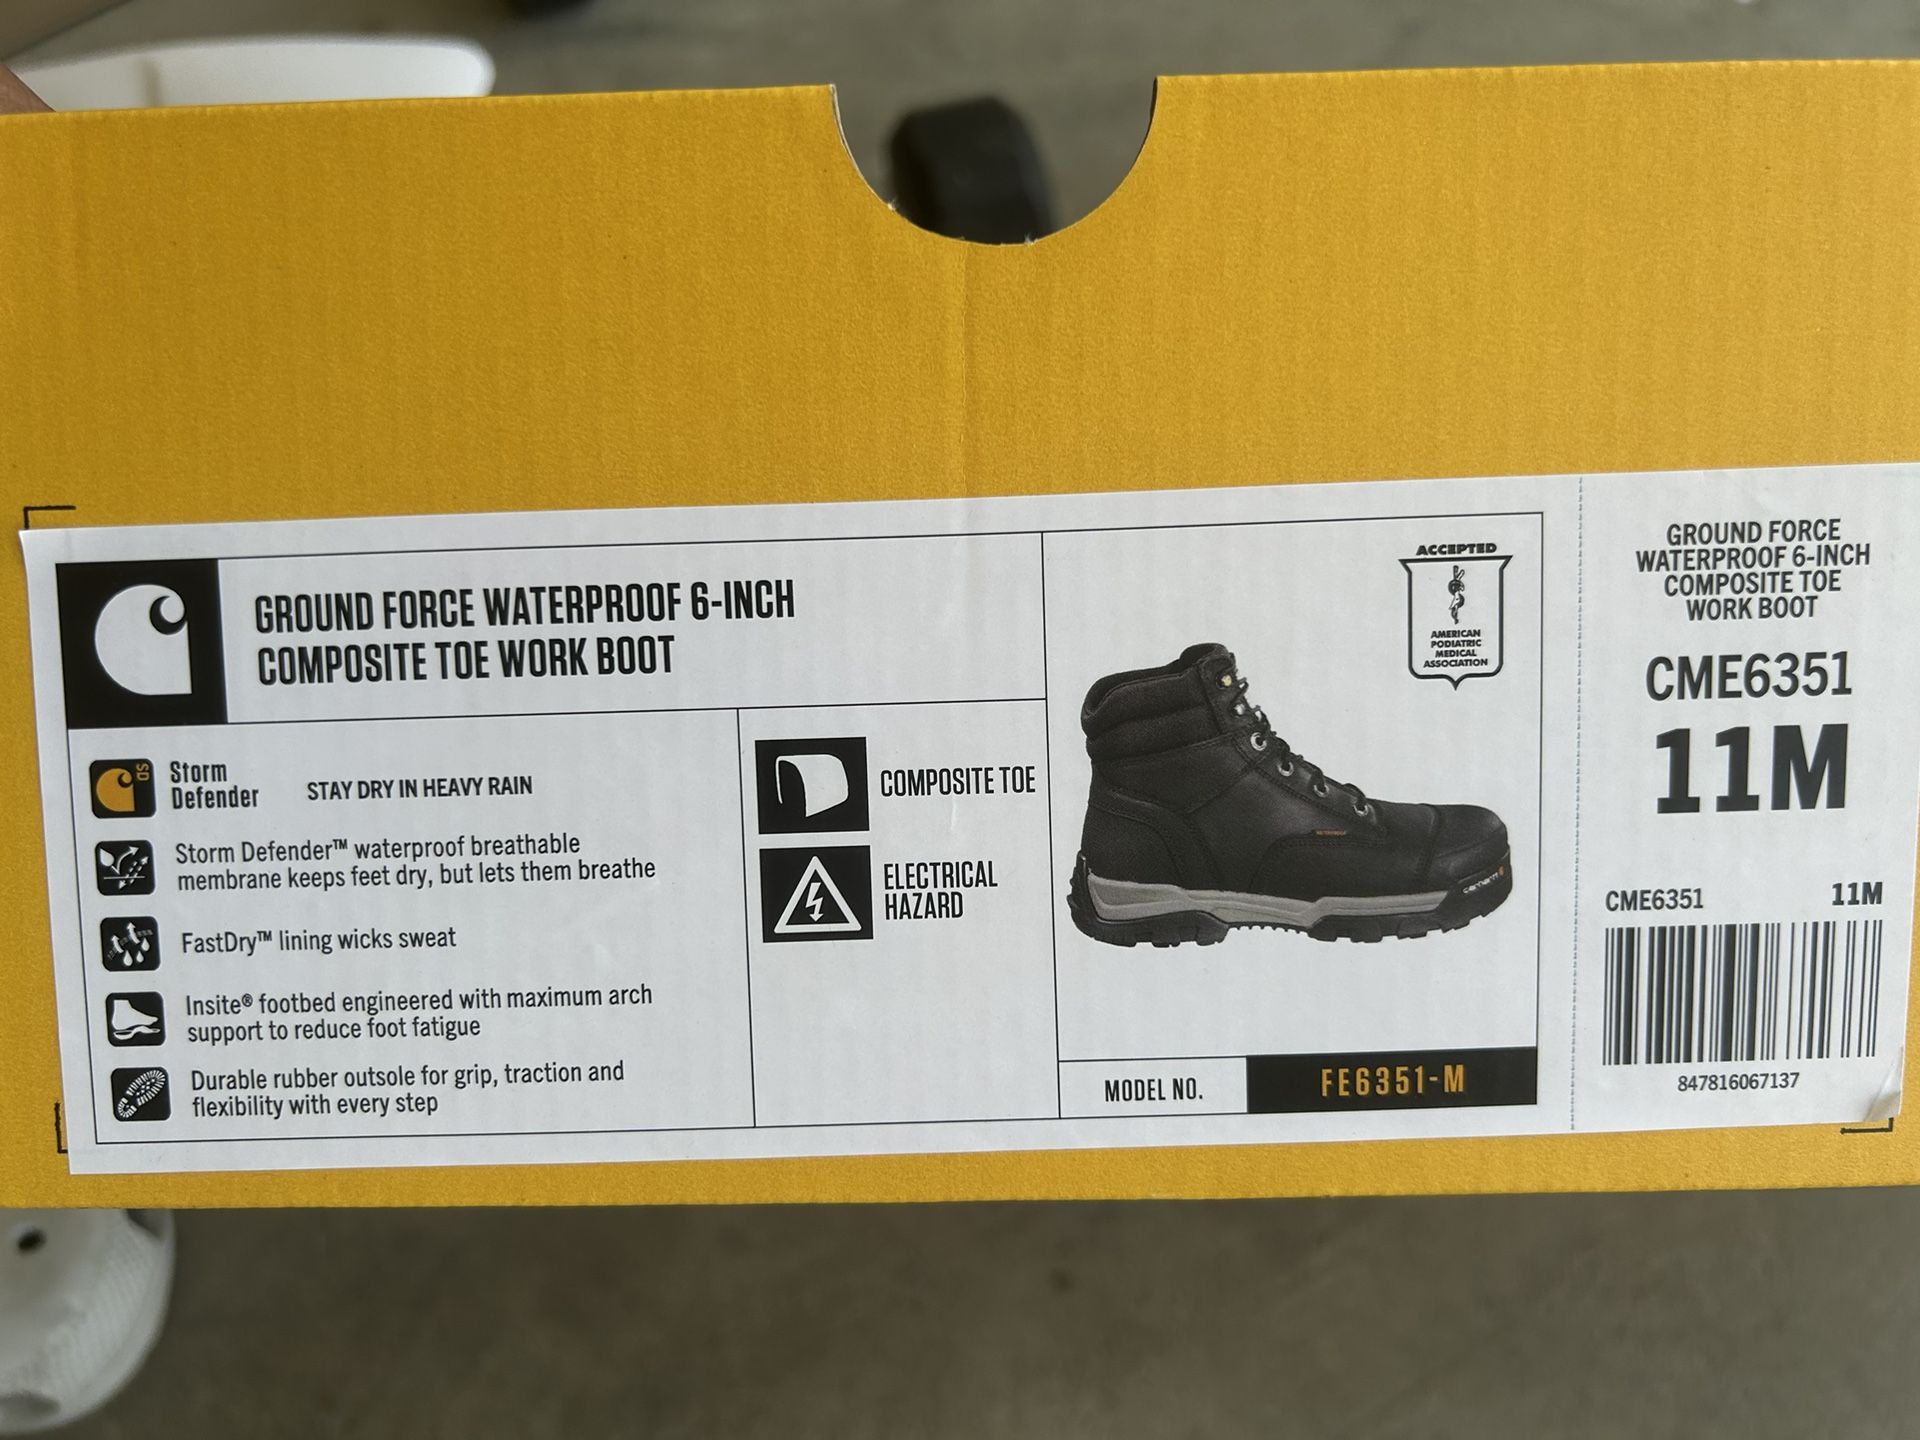 GROUND FORCE WATERPROOF 6-INCH
COMPOSITE TOE WORK BOOT
SD
Storm
Defender
STAY DRY IN HEAVY RAIN
Storm Defender™ waterproof breathable
membrane keeps feet dry, but lets them breathe
FastDry™ lining wicks sweat
Insite® footbed engineered with maximum arch
support to reduce foot fatigue
Durable rubber outsole for grip, traction and
flexibility with every step
COMPOSITE TOE
ELECTRICAL
HAZARD
ACCEPTED
AMERICAN
PODIATRIC
MEDICAL
ASSOCIATION
WATERPROOF
carhartt
MODEL NO.
FE6351-M
GROUND FORCE
WATERPROOF 6-INCH
COMPOSITE TOE
WORK BOOT
CME6351
11M
CME6351 11M
847816067137